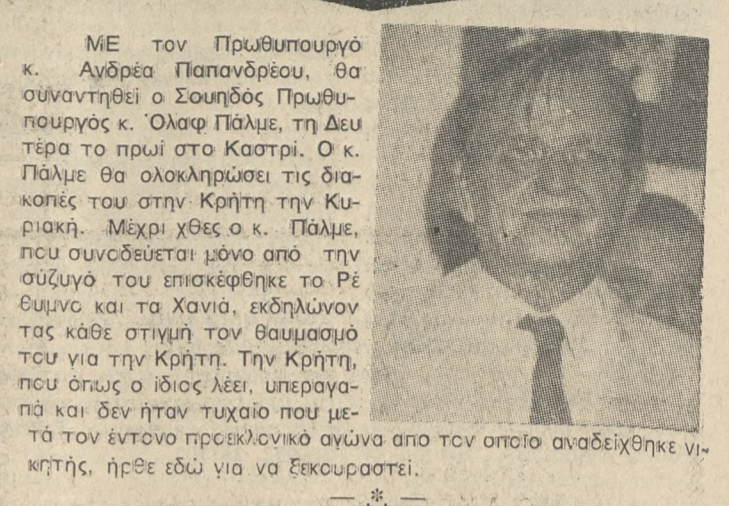 ΜΕ τον Πρωθυπουργό
κ. Ανδρέα Παπανδρέου, θα
συναντηθεί ο Σουηδός Πρωθυ-
πουργός κ. Όλαφ Πάλμε, τη Δευ
τέρα το πρωί στο Καστρί. Ο κ.
Πάλμε θα ολοκληρώσει τις δια-
κοπές του στην Κρήτη την Κυ-
ριακή. Μέχρι χθες ο κ. Πάλμε,
που συνοδεύεται μόνο από την
σύζυγό του επισκέφθηκε το Ρέ
θυμνο και τα Χανιά, εκδηλώνον
τας κάθε στιγμή τον θαυμασμό
του για την Κρήτη. Την Κρήτη,
που όπως ο ίδιος λέει, υπεραγα-
πά και δεν ήταν τυχαίο που με-
τά τον έντονο προεκλονικό αγώνα απο τον οποίο αναδείχθηκε νι-
κητής, ήρθε εδώ για να ξεκουραστεί.
— * —